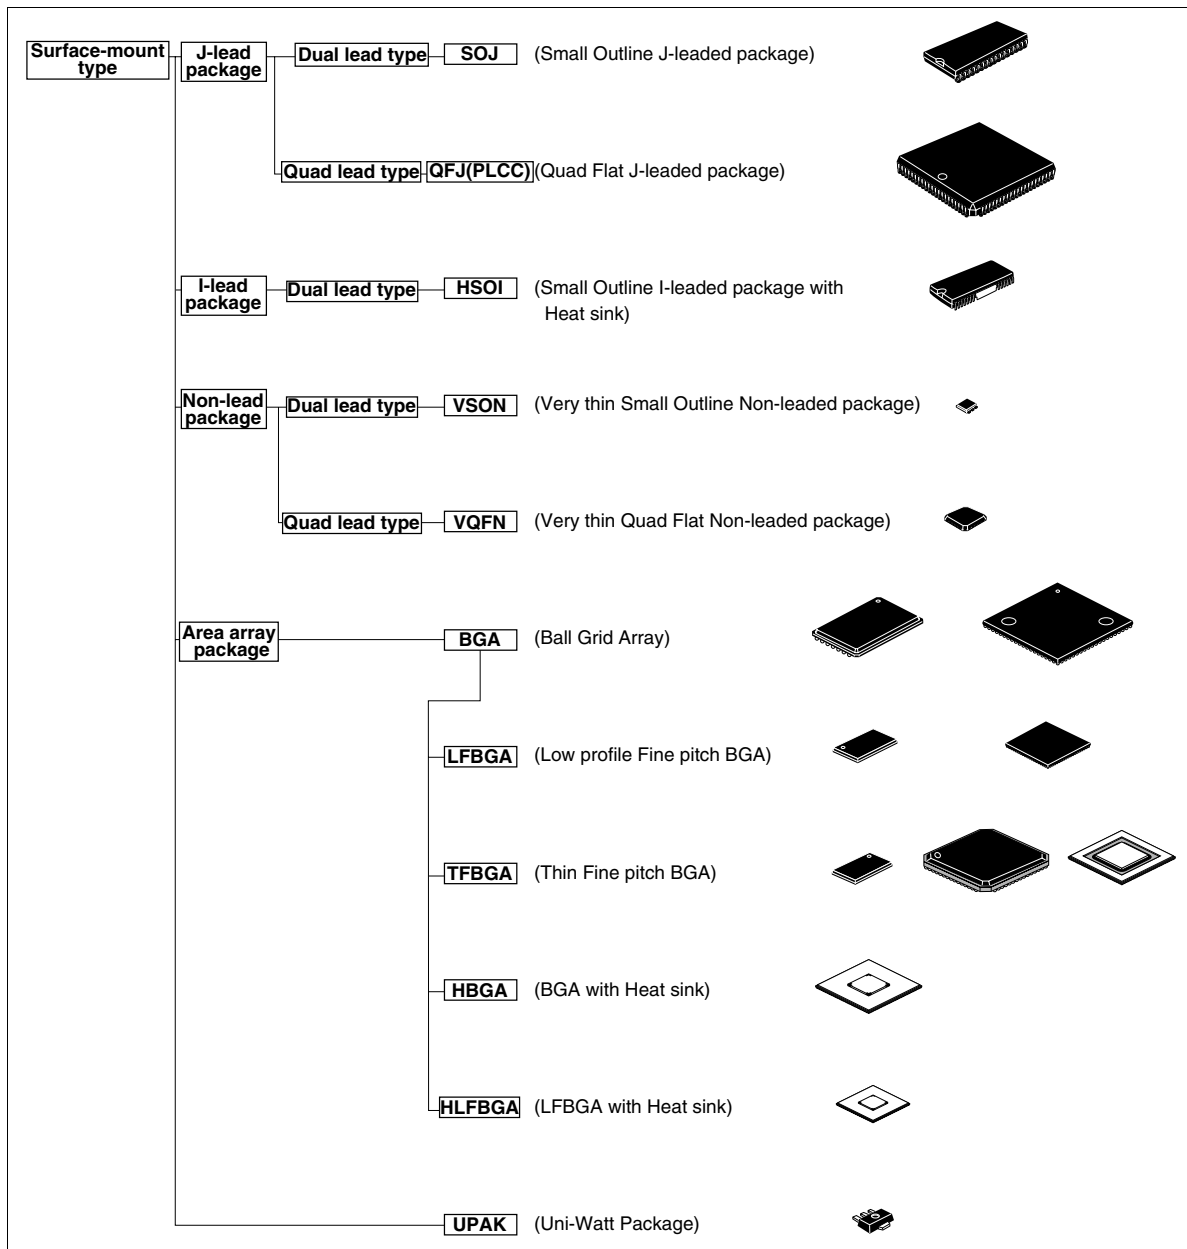 Surface-mount
type
J-lead
package
Dual lead type
SOJ
(Small Outline J-leaded package)
Quad lead type
QFJ(PLCC)
(Quad Flat J-leaded package)
I-lead
package
Dual lead type
HSOI
(Small Outline I-leaded package with
Heat sink)
Non-lead
package
Dual lead type
VSON
(Very thin Small Outline Non-leaded package)
Quad lead type
VQFN
(Very thin Quad Flat Non-leaded package)
Area array
package
BGA
(Ball Grid Array)
LFBGA
(Low profile Fine pitch BGA)
TFBGA
(Thin Fine pitch BGA)
HBGA
(BGA with Heat sink)
HLFBGA
(LFBGA with Heat sink)
UPAK
(Uni-Watt Package)